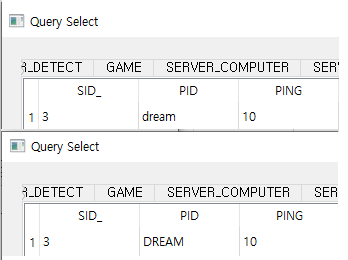 Query Select
R_DETECT GAME SERVER_COMPUTER SER
SID_ PID PING
1 3 dream 10
Query Select
R_DETECT GAME SERVER_COMPUTER SER
SID_ PID PING
1 3 DREAM 10